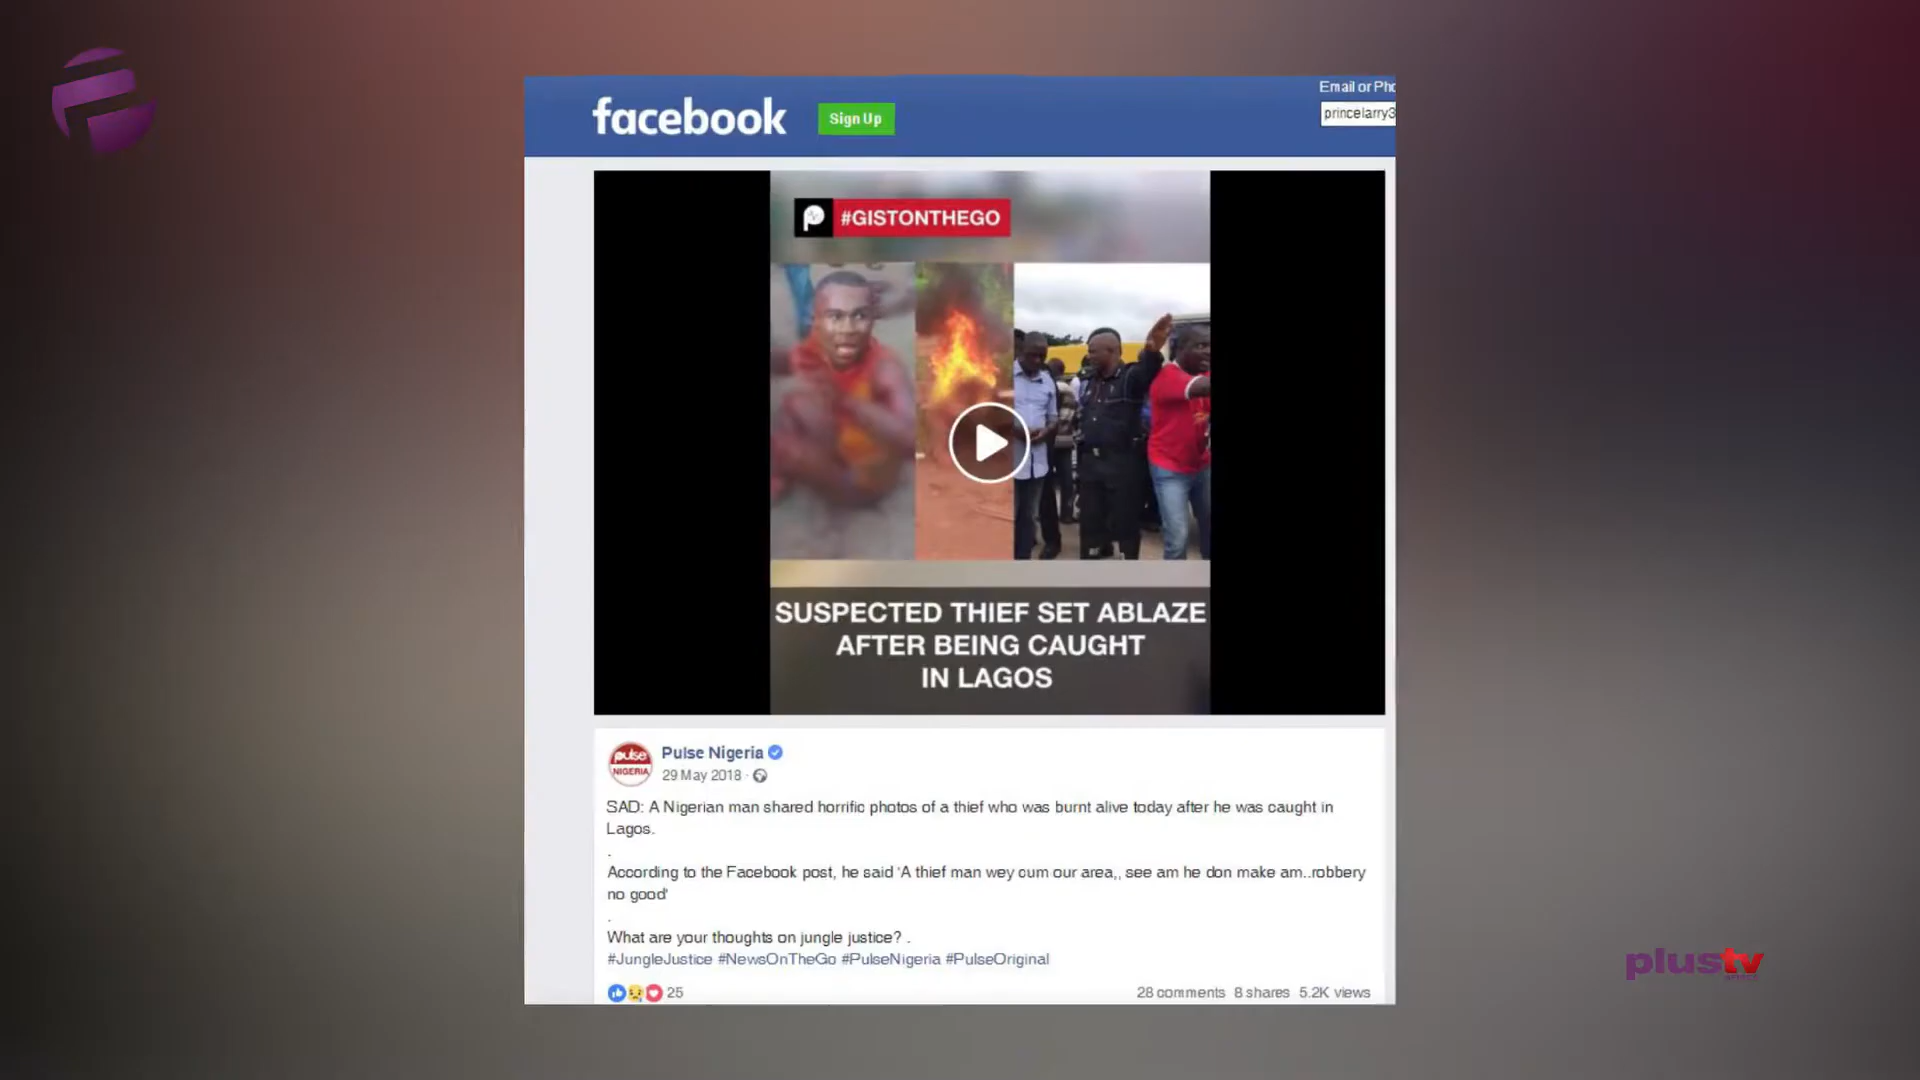 Email or Pho
facebook
Sign Up
princelarry3
#GISTONTHEGO
SUSPECTED THIEF SET ABLAZE
AFTER BEING CAUGHT
IN LAGOS
pulse
NIGERIA
Pulse Nigeria
29 May 2018 ·
SAD: A Nigerian man shared horrific photos of a thief who was burnt alive today after he was caught in
Lagos.
.
According to the Facebook post, he said 'A thief man wey cum our area,, see am he don make am..robbery
no good'
.
What are your thoughts on jungle justice? .
#JungleJustice #NewsOnTheGo #PulseNigeria #PulseOriginal
25
28 comments 8 shares 5.2K views
plustv